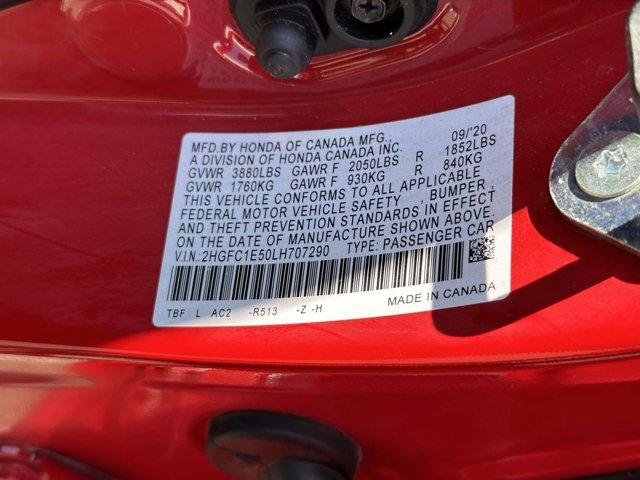 MFD.BY HONDA OF CANADA MFG., 09/'20
A DIVISION OF HONDA CANADA INC.
GVWR 3880LBS GAWR F 2050LBS R 1852LBS
GVWR 1760KG GAWR F 930KG R 840KG
THIS VEHICLE CONFORMS TO ALL APPLICABLE
FEDERAL MOTOR VEHICLE SAFETY , BUMPER ,
AND THEFT PREVENTION STANDARDS IN EFFECT
ON THE DATE OF MANUFACTURE SHOWN ABOVE.
V.I.N.:2HGFC1E50LH707290 TYPE: PASSENGER CAR
TBF L AC2 -R513 -Z -H MADE IN CANADA